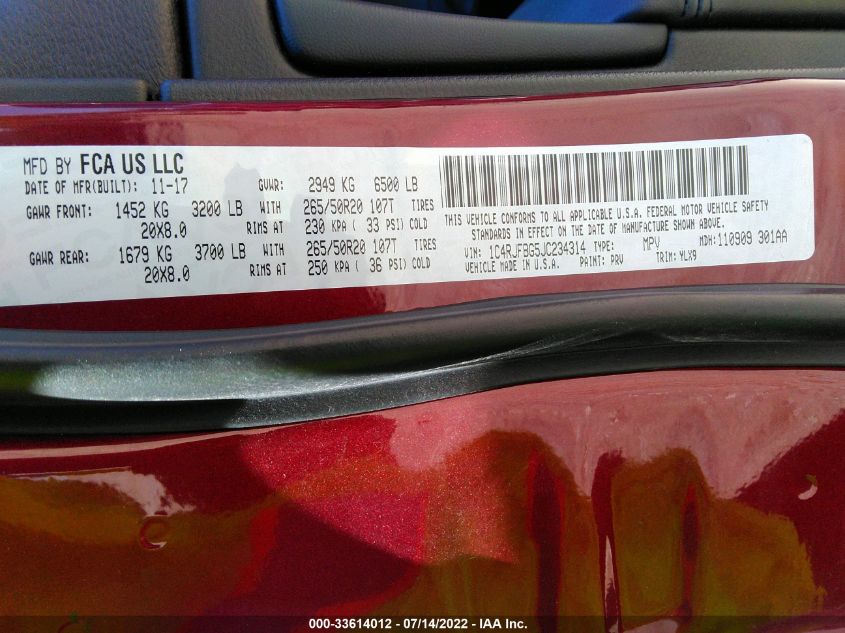 MFD BY FCA US LLC
DATE OF MFR(BUILT): 11-17 GVWR: 2949 KG 6500 LB
GAWR FRONT: 1452 KG 3200 LB WITH 265/50R20 107T TIRES
20X8.0 RIMS AT 230 KPA ( 33 PSI) COLD
GAWR REAR: 1679 KG 3700 LB WITH 265/50R20 107T TIRES
20X8.0 RIMS AT 250 KPA ( 36 PSI) COLD
THIS VEHICLE CONFORMS TO ALL APPLICABLE U.S.A. FEDERAL MOTOR VEHICLE SAFETY
STANDARDS IN EFFECT ON THE DATE OF MANUFACTURE SHOWN ABOVE.
VIN: 1C4RJFBG5JC234314 TYPE: MPV MDH: 110909 301AA
VEHICLE MADE IN U.S.A. PAINT: PRV TRIM: YLX9
000-33614012 - 07/14/2022 - IAA Inc.